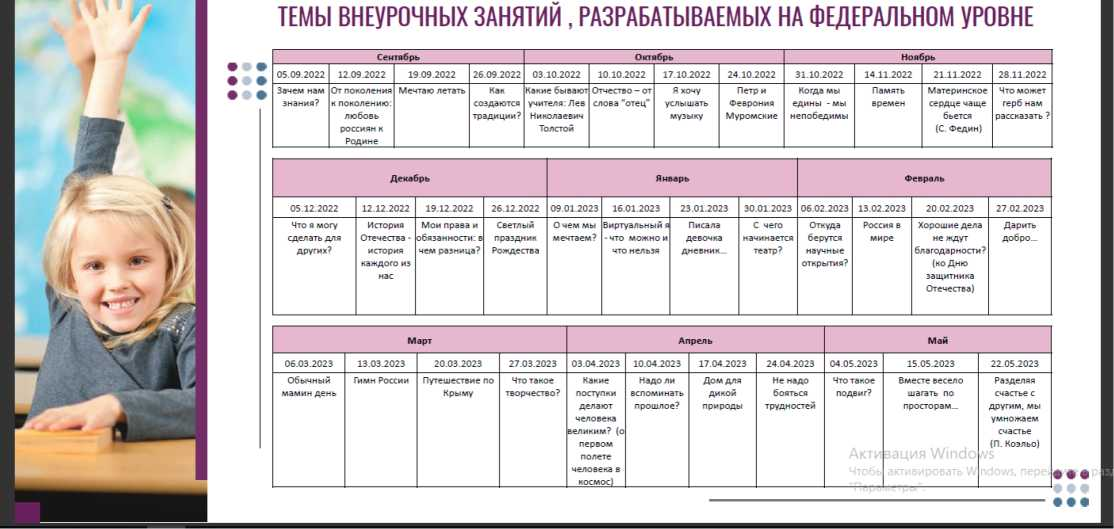 ТЕМЫ ВНЕУРОЧНЫХ ЗАНЯТИЙ , РАЗРАБАТЫВАЕМЫХ НА ФЕДЕРАЛЬНОМ УРОВНЕ
Сентябрь Октябрь Ноябрь
05.09.2022 12.09.2022 19.09.2022 26.09.2022 03.10.2022 10.10.2022 17.10.2022 24.10.2022 31.10.2022 14.11.2022 21.11.2022 28.11.2022
Зачем нам От поколения Мечтаю летать Как Какие бывают Отчество – от Я хочу Петр и Когда мы Память Материнское Что может
знания? к поколению: создаются учителя: Лев слова "отец" услышать Феврония едины - мы времен сердце чаще герб нам
любовь традиции? Николаевич музыку Муромские непобедимы бьется рассказать ?
россиян к Толстой (С. Федин)
Родине
Декабрь Январь Февраль
05.12.2022 12.12.2022 19.12.2022 26.12.2022 09.01.2023 16.01.2023 23.01.2023 30.01.2023 06.02.2023 13.02.2023 20.02.2023 27.02.2023
Что я могу История Мои права и Светлый О чем мы Виртуальный я Писала С чего Откуда Россия в Хорошие дела Дарить
сделать для Отечества - обязанности: в праздник мечтаем? - что можно и девочка начинается берутся мире не ждут добро...
других? история чем разница? Рождества что нельзя дневник... театр? научные благодарности?
каждого из открытия? (ко Дню
нас защитника
Отечества)
Март Апрель Май
06.03.2023 13.03.2023 20.03.2023 27.03.2023 03.04.2023 10.04.2023 17.04.2023 24.04.2023 04.05.2023 15.05.2023 22.05.2023
Обычный Гимн России Путешествие по Что такое Какие Надо ли Дом для Не надо Что такое Вместе весело Разделяя
мамин день Крыму творчество? поступки вспоминать дикой бояться подвиг? шагать по счастье с
делают прошлое? природы трудностей просторам... другим, мы
человека умножаем
великим? (о счастье
первом (П. Коэльо)
полете
человека в
космос)
Активация Windows
Чтобы активировать Windows,
"Параметры".